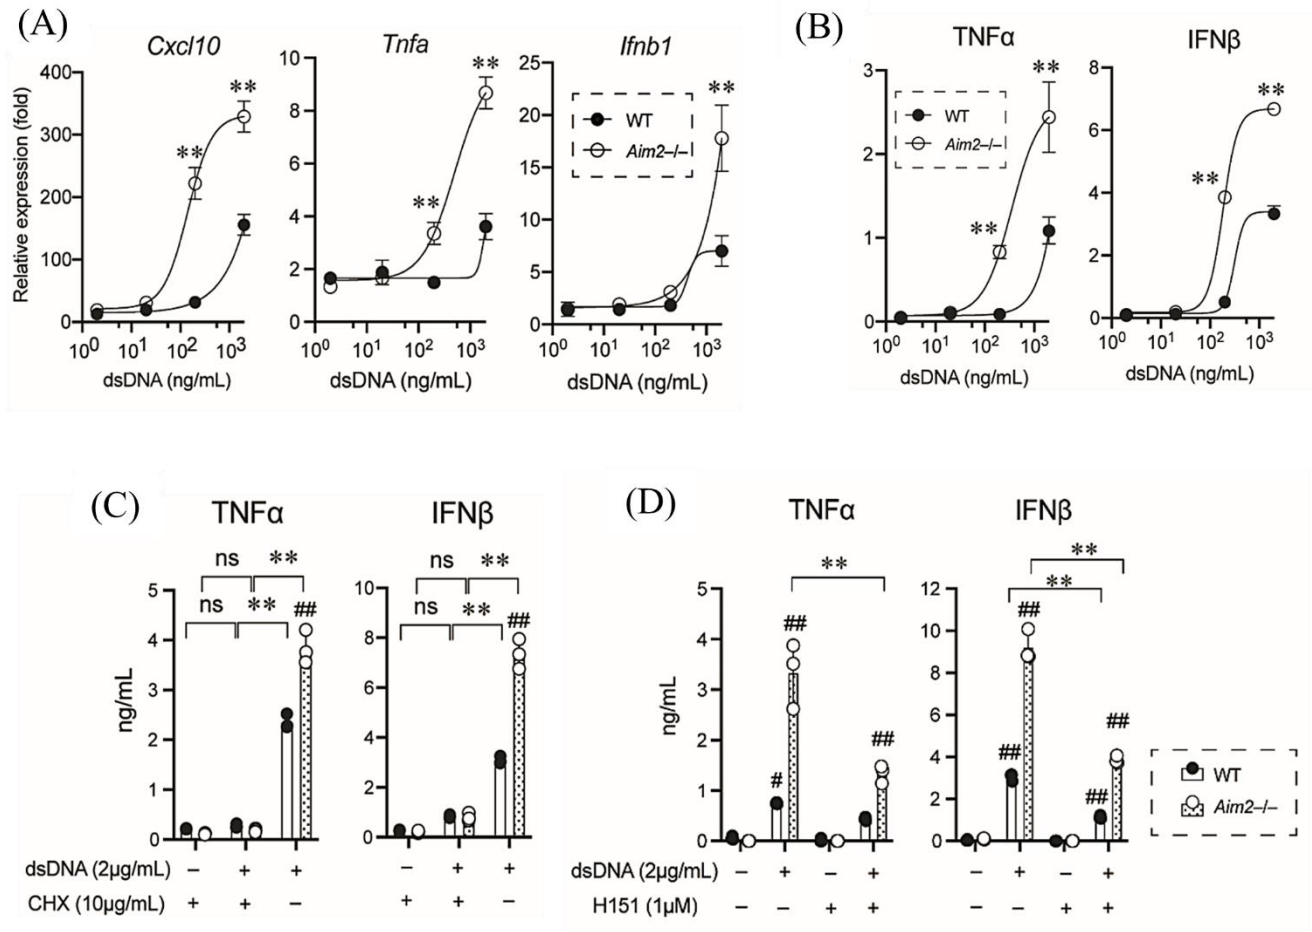 (A)
Cxcl10
Tnfa
Ifnb1
Relative expression (fold)
400
300
200
100
0
**
**
10⁰ 10¹ 10² 10³
dsDNA (ng/mL)
10
8
6
4
2
0
**
**
10⁰ 10¹ 10² 10³
dsDNA (ng/mL)
25
20
15
10
5
0
**
WT
Aim2–/–
10⁰ 10¹ 10² 10³
dsDNA (ng/mL)
(B)
TNFα
IFNβ
3
2
1
0
**
**
WT
Aim2–/–
10⁰ 10¹ 10² 10³
dsDNA (ng/mL)
8
6
4
2
0
**
**
10⁰ 10¹ 10² 10³
dsDNA (ng/mL)
(C)
TNFα
IFNβ
ns **
ns **
##
ng/mL
5
4
3
2
1
0
ns **
ns **
##
10
8
6
4
2
0
dsDNA (2µg/mL) – + + – + +
CHX (10µg/mL) + + – + + –
(D)
TNFα
IFNβ
**
##
#
##
ng/mL
5
4
3
2
1
0
**
**
##
##
##
##
12
10
8
6
4
2
0
WT
Aim2–/–
dsDNA (2µg/mL) – + – + – + – +
H151 (1µM) – – + + – – + +